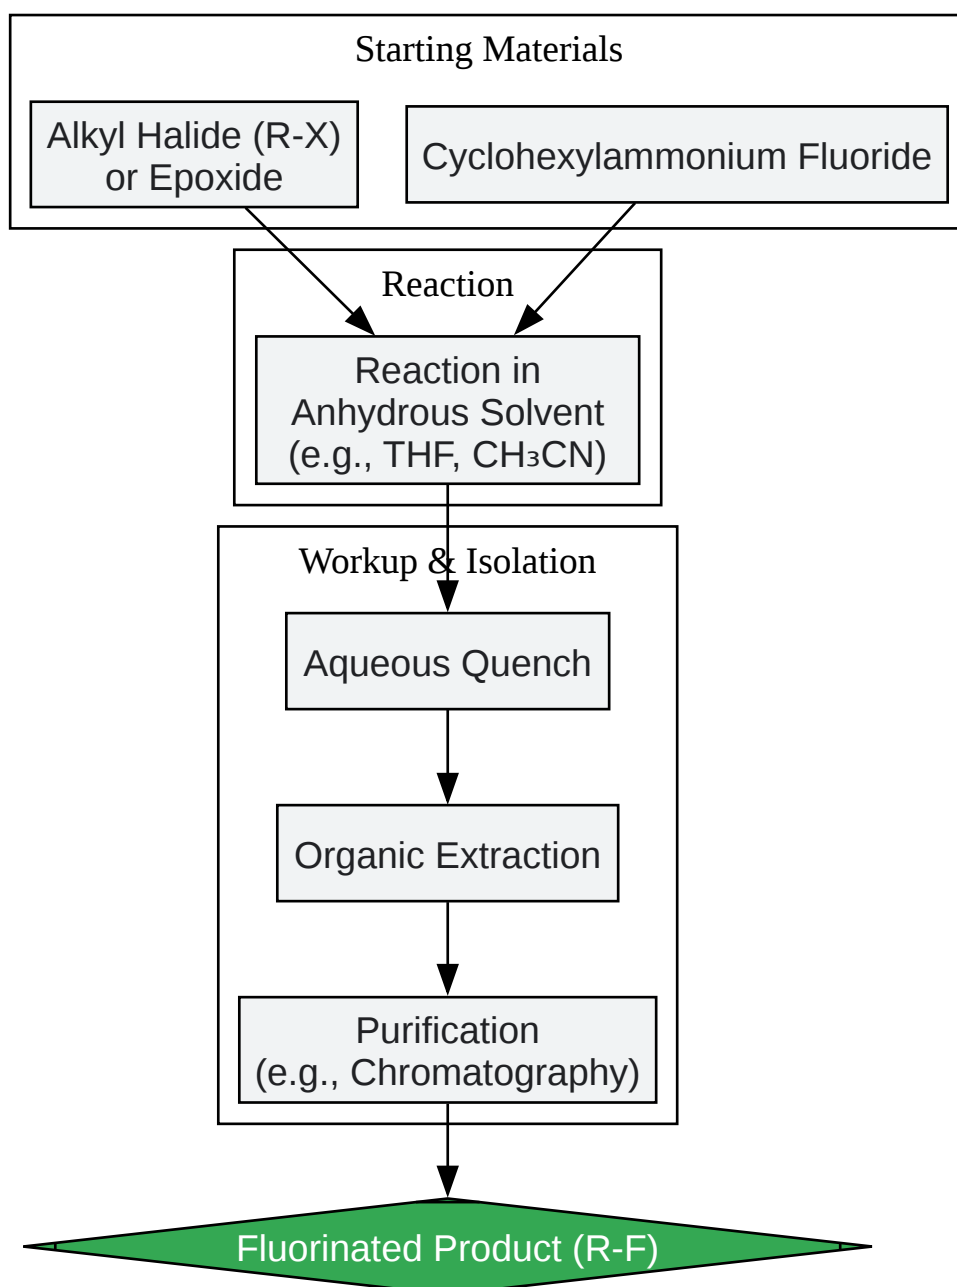 Starting Materials
Alkyl Halide (R-X)
or Epoxide
Cyclohexylammonium Fluoride
Reaction
Reaction in
Anhydrous Solvent
(e.g., THF, CH₃CN)
Workup & Isolation
Aqueous Quench
Organic Extraction
Purification
(e.g., Chromatography)
Fluorinated Product (R-F)